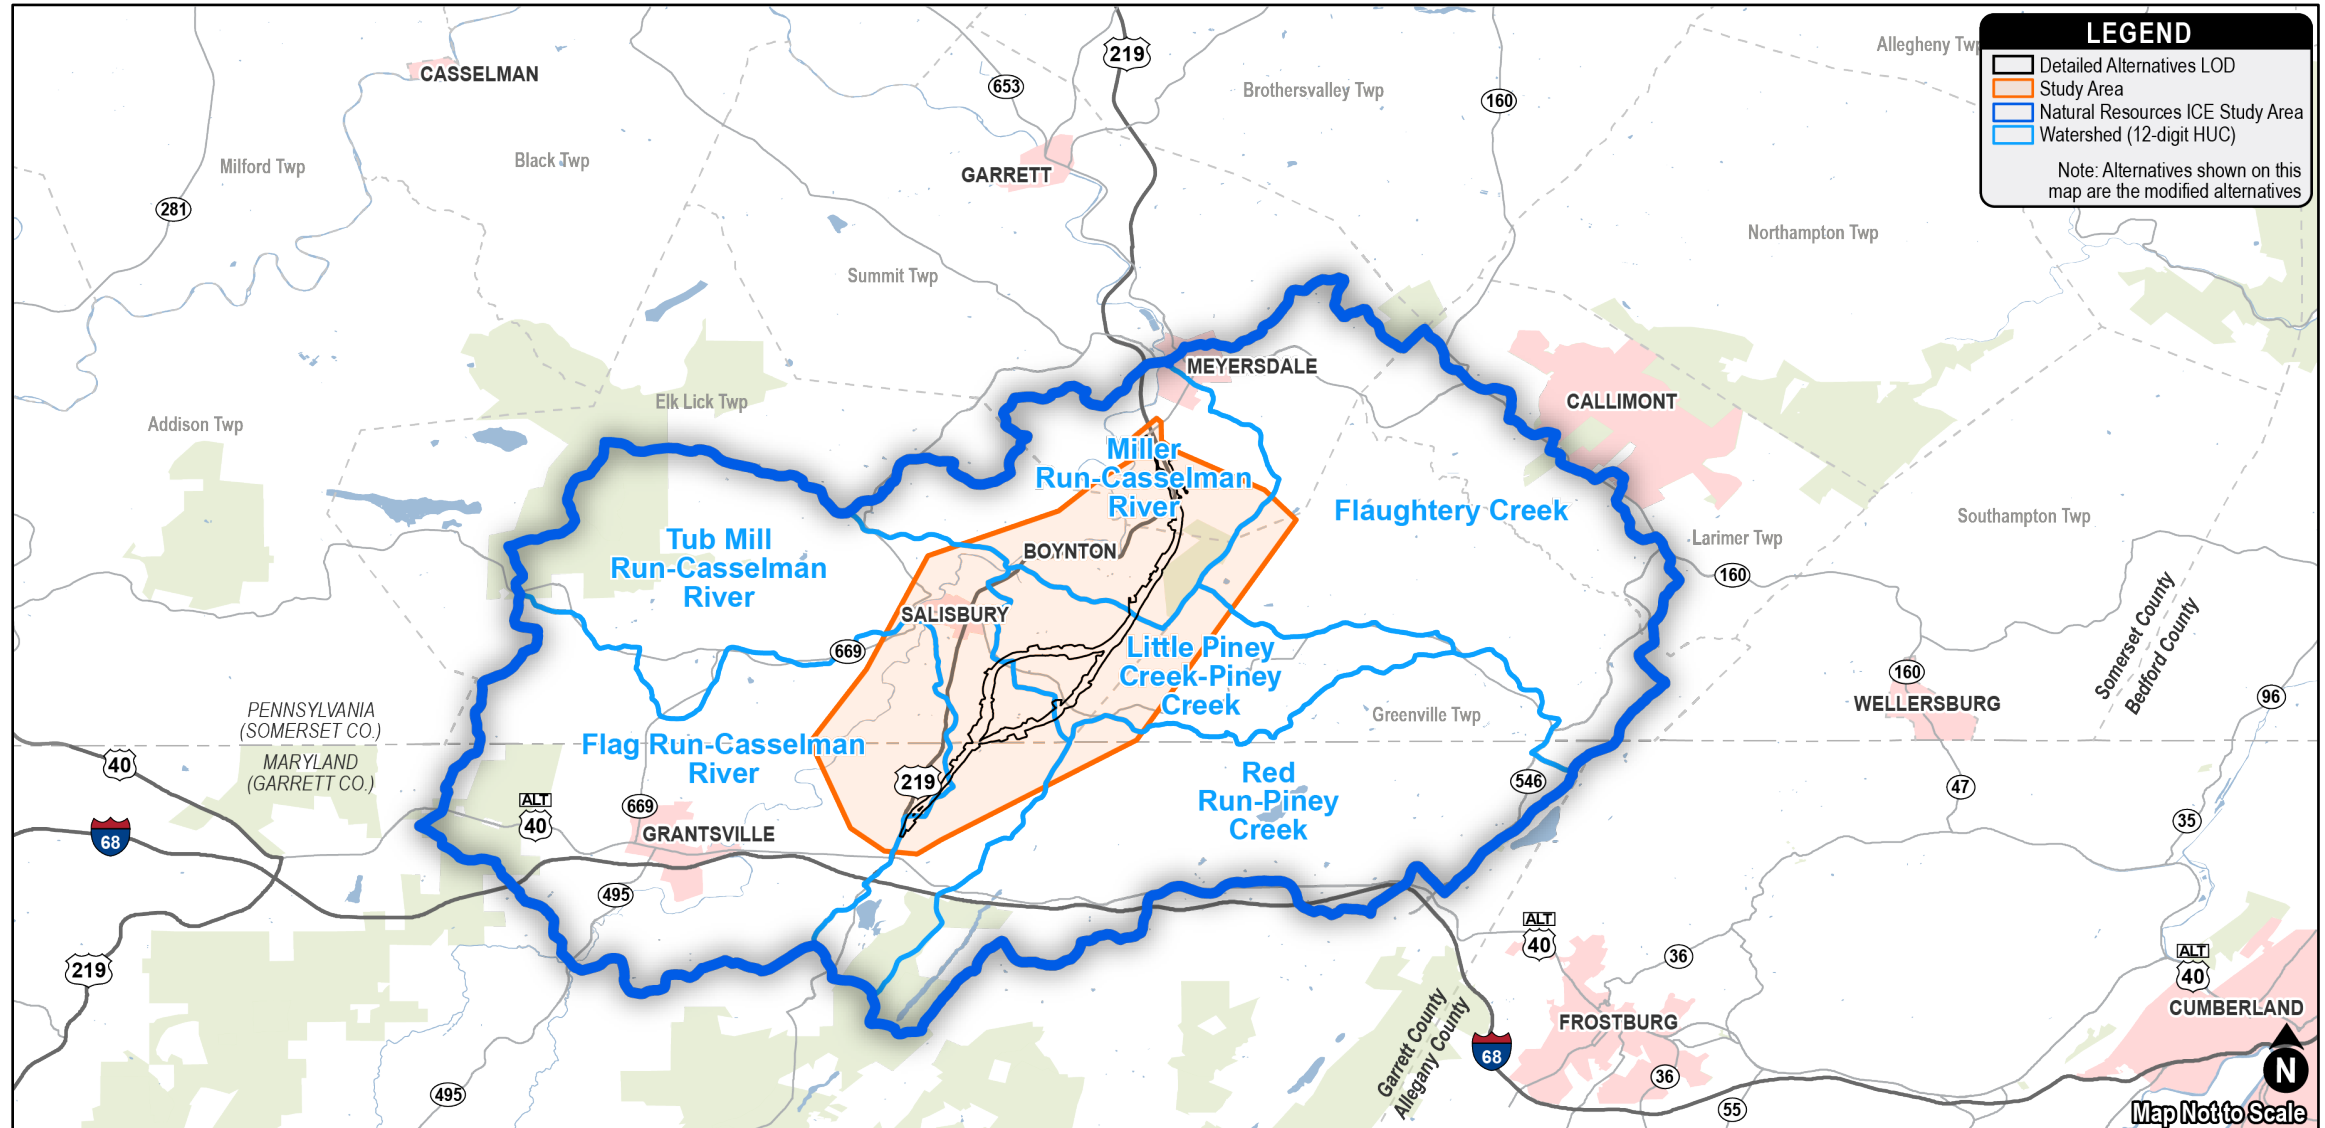 LEGEND
Detailed Alternatives LOD
Study Area
Natural Resources ICE Study Area
Watershed (12-digit HUC)
Note: Alternatives shown on this
map are the modified alternatives
Allegheny Twp
219
CASSELMAN
653
Brothersvalley Twp
160
Milford Twp
Black Twp
GARRETT
281
Northampton Twp
Summit Twp
MEYERSDALE
Elk Lick Twp
CALLIMONT
Addison Twp
Miller
Run-Casselman
River
Flaughtery Creek
Southampton Twp
Tub Mill
Run-Casselman
River
BOYNTON
Larimer Twp
160
SALISBURY
669
Little Piney
Creek-Piney
Creek
Somerset County
Bedford County
160
WELLERSBURG
96
PENNSYLVANIA
(SOMERSET CO.)
Greenville Twp
Flag Run-Casselman
River
40
MARYLAND
(GARRETT CO.)
219
Red
Run-Piney
Creek
546
47
669
ALT
40
GRANTSVILLE
68
35
495
ALT
40
36
ALT
40
219
CUMBERLAND
Garrett County
Allegany County
FROSTBURG
68
36
495
55
N
Map Not to Scale